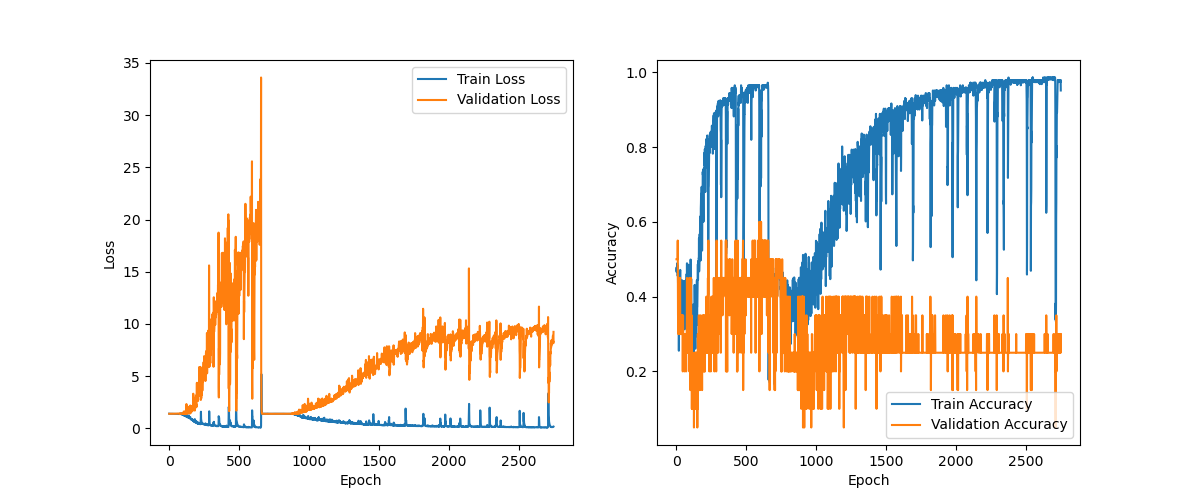 35
30
25
20
15
10
5
0
Loss
0 500 1000 1500 2000 2500
Epoch
Train Loss
Validation Loss
1.0
0.8
0.6
0.4
0.2
Accuracy
0 500 1000 1500 2000 2500
Epoch
Train Accuracy
Validation Accuracy